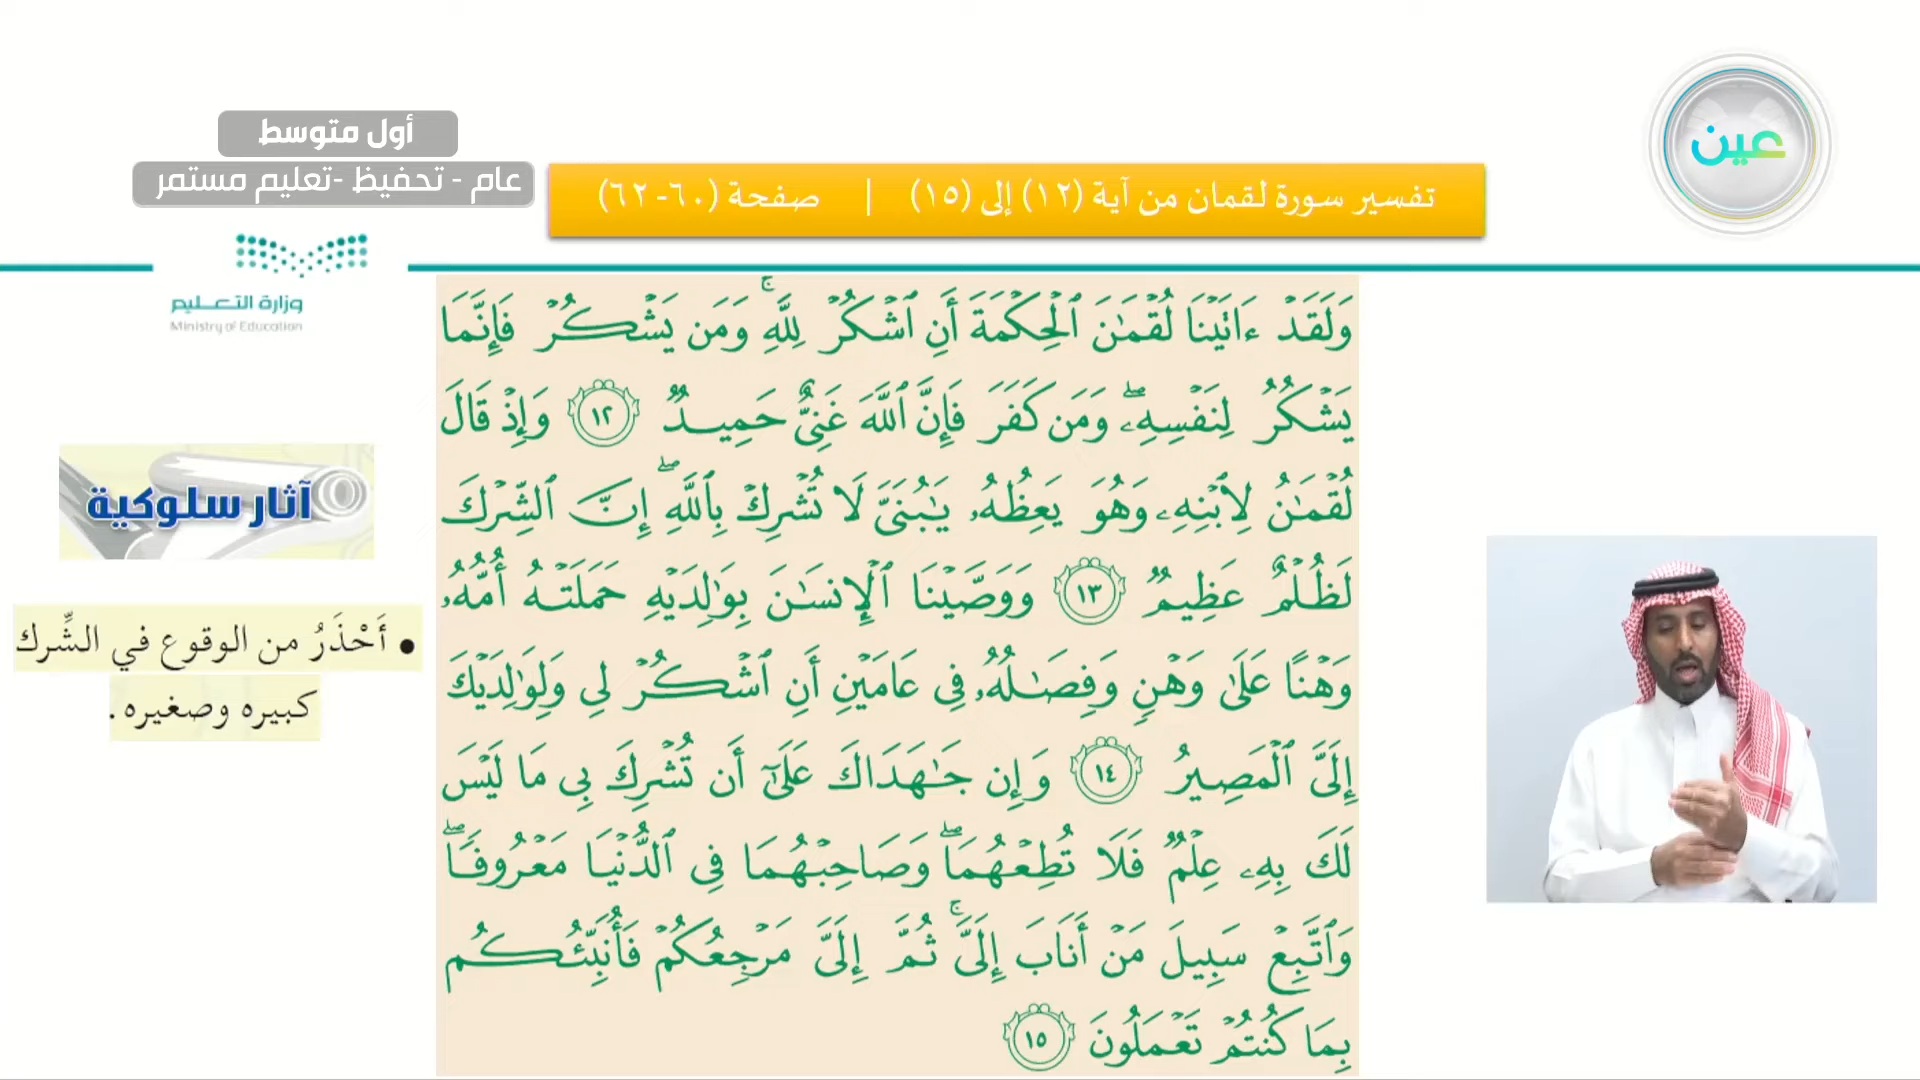 عين
أول متوسط
عام - تحفيظ -تعليم مستمر
تفسير سورة لقمان من آية (١٢) إلى (١٥) | صفحة (٦٠-٦٢)
وزارة التعليم
Ministry of Education
وَلَقَدۡ ءَاتَيۡنَا لُقۡمَٰنَ ٱلۡحِكۡمَةَ أَنِ ٱشۡكُرۡ لِلَّهِۚ وَمَن يَشۡكُرۡ فَإِنَّمَا
يَشۡكُرُ لِنَفۡسِهِۦۖ وَمَن كَفَرَ فَإِنَّ ٱللَّهَ غَنِيٌّ حَمِيدٞ ١٢ وَإِذۡ قَالَ
لُقۡمَٰنُ لِٱبۡنِهِۦ وَهُوَ يَعِظُهُۥ يَٰبُنَيَّ لَا تُشۡرِكۡ بِٱللَّهِۖ إِنَّ ٱلشِّرۡكَ
لَظُلۡمٌ عَظِيمٞ ١٣ وَوَصَّيۡنَا ٱلۡإِنسَٰنَ بِوَٰلِدَيۡهِ حَمَلَتۡهُ أُمُّهُۥ
وَهۡنًا عَلَىٰ وَهۡنٖ وَفِصَٰلُهُۥ فِي عَامَيۡنِ أَنِ ٱشۡكُرۡ لِي وَلِوَٰلِدَيۡكَ
إِلَيَّ ٱلۡمَصِيرُ ١٤ وَإِن جَٰهَدَاكَ عَلَىٰٓ أَن تُشۡرِكَ بِي مَا لَيۡسَ
لَكَ بِهِۦ عِلۡمٞ فَلَا تُطِعۡهُمَاۖ وَصَاحِبۡهُمَا فِي ٱلدُّنۡيَا مَعۡرُوفٗاۖ
وَٱتَّبِعۡ سَبِيلَ مَنۡ أَنَابَ إِلَيَّۚ ثُمَّ إِلَيَّ مَرۡجِعُكُمۡ فَأُنَبِّئُكُم
بِمَا كُنتُمۡ تَعۡمَلُونَ ١٥
آثار سلوكية
• أَحْذَرُ من الوقوع في الشِّرك
كبيره وصغيره.